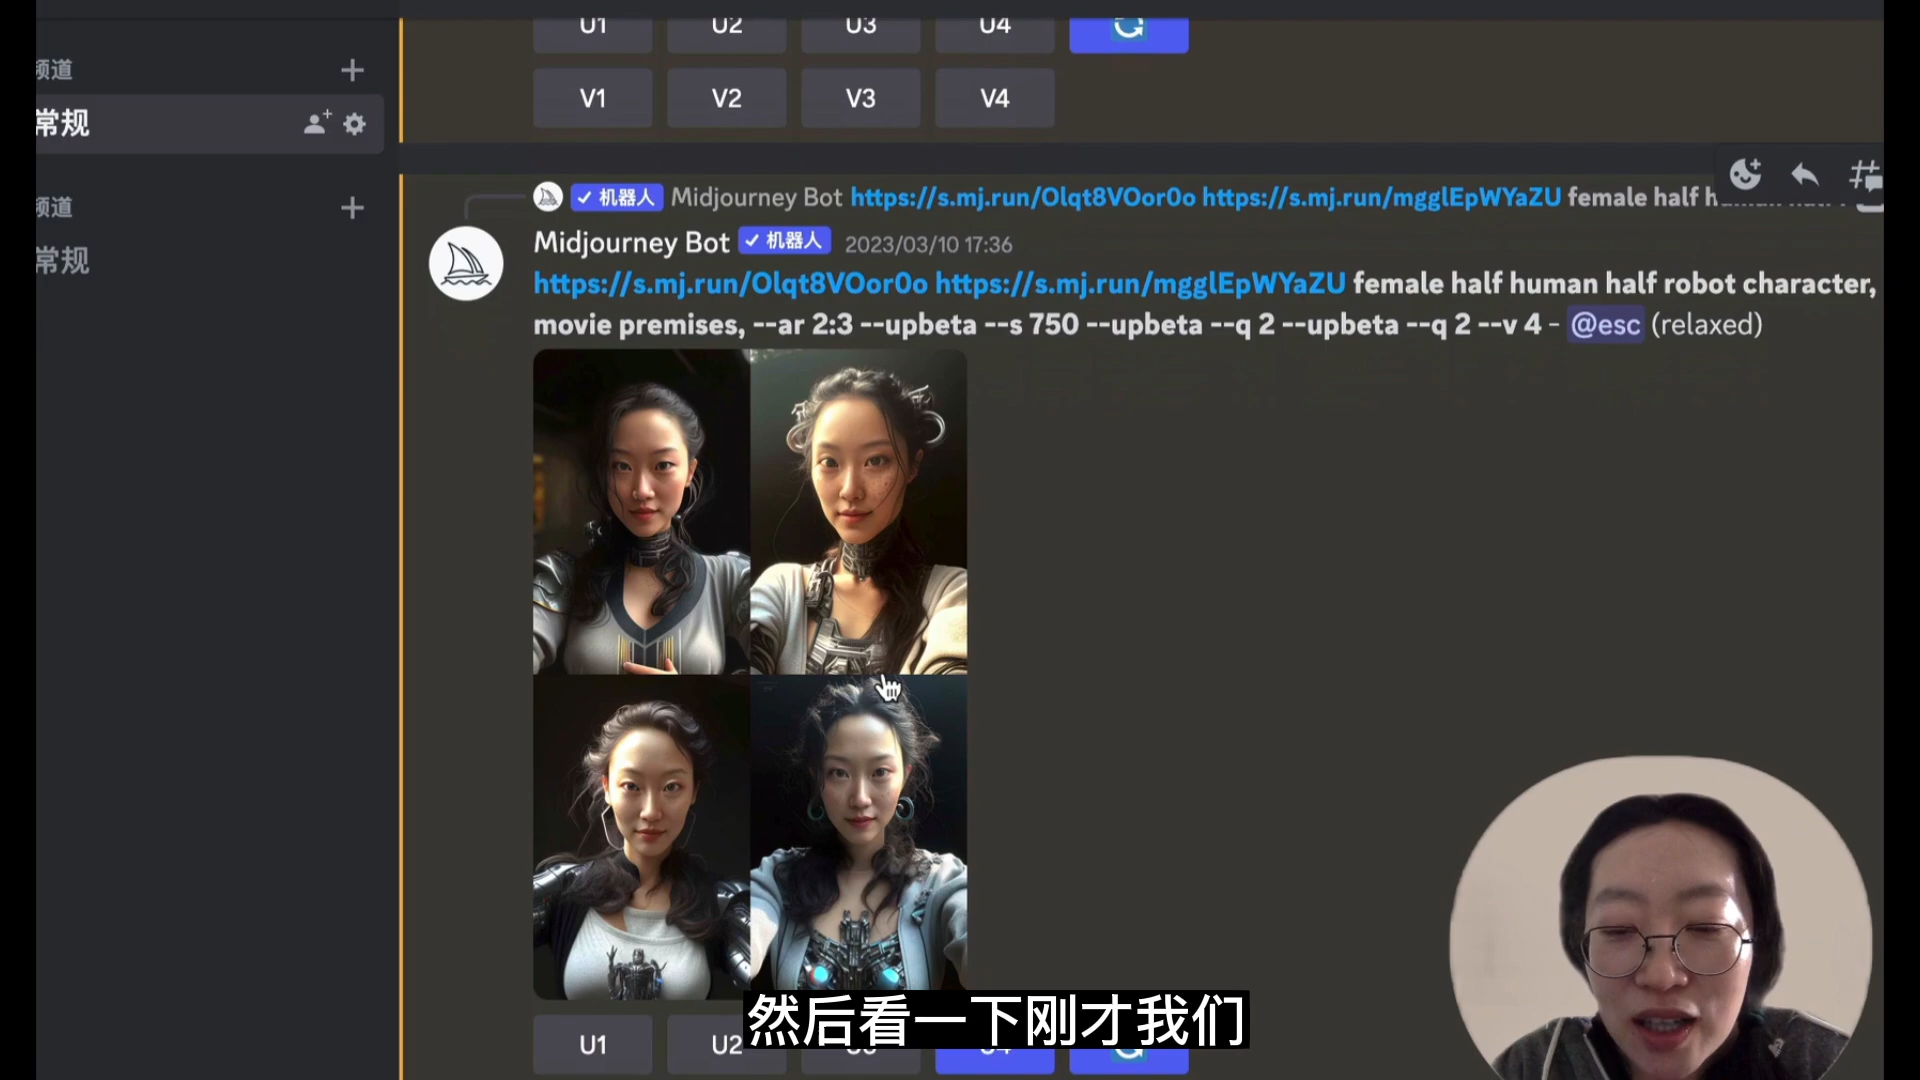 U1 U2 U3 U4
频道
V1 V2 V3 V4
常规
机器人 Midjourney Bot https://s.mj.run/Olqt8VOor0o https://s.mj.run/mgglEpWYaZU female half
频道
Midjourney Bot 机器人 2023/03/10 17:36
常规
https://s.mj.run/Olqt8VOor0o https://s.mj.run/mgglEpWYaZU female half human half robot character,
movie premises, --ar 2:3 --upbeta --s 750 --upbeta --q 2 --upbeta --q 2 --v 4 - @esc (relaxed)
然后看一下刚才我们
U1 U2 U3 U4